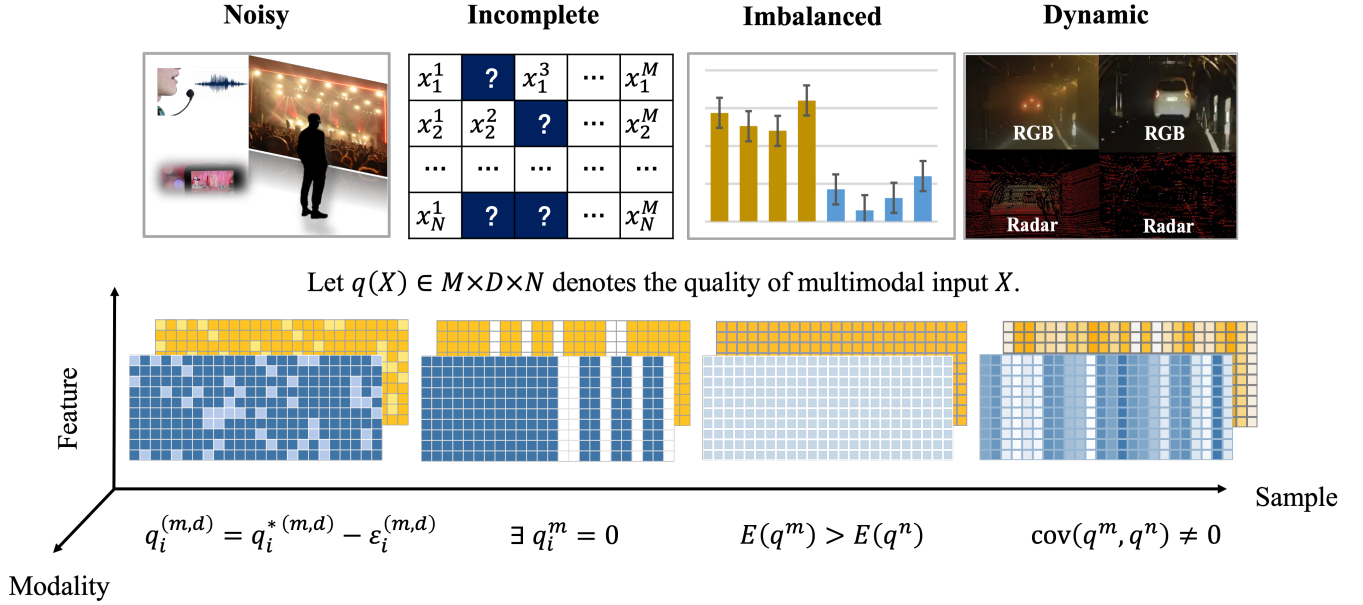 Noisy Incomplete Imbalanced Dynamic
x_1^1 ? x_1^3 ... x_1^M
x_2^1 x_2^2 ? ... x_2^M
... ... ... ... ...
x_N^1 ? ? ... x_N^M
RGB RGB
Radar Radar
Let q(X) ∈ M×D×N denotes the quality of multimodal input X.
Feature
Sample
q_i^{(m,d)} = q_i^{*(m,d)} − ε_i^{(m,d)} ∃ q_i^m = 0 E(q^m) > E(q^n) cov(q^m, q^n) ≠ 0
Modality